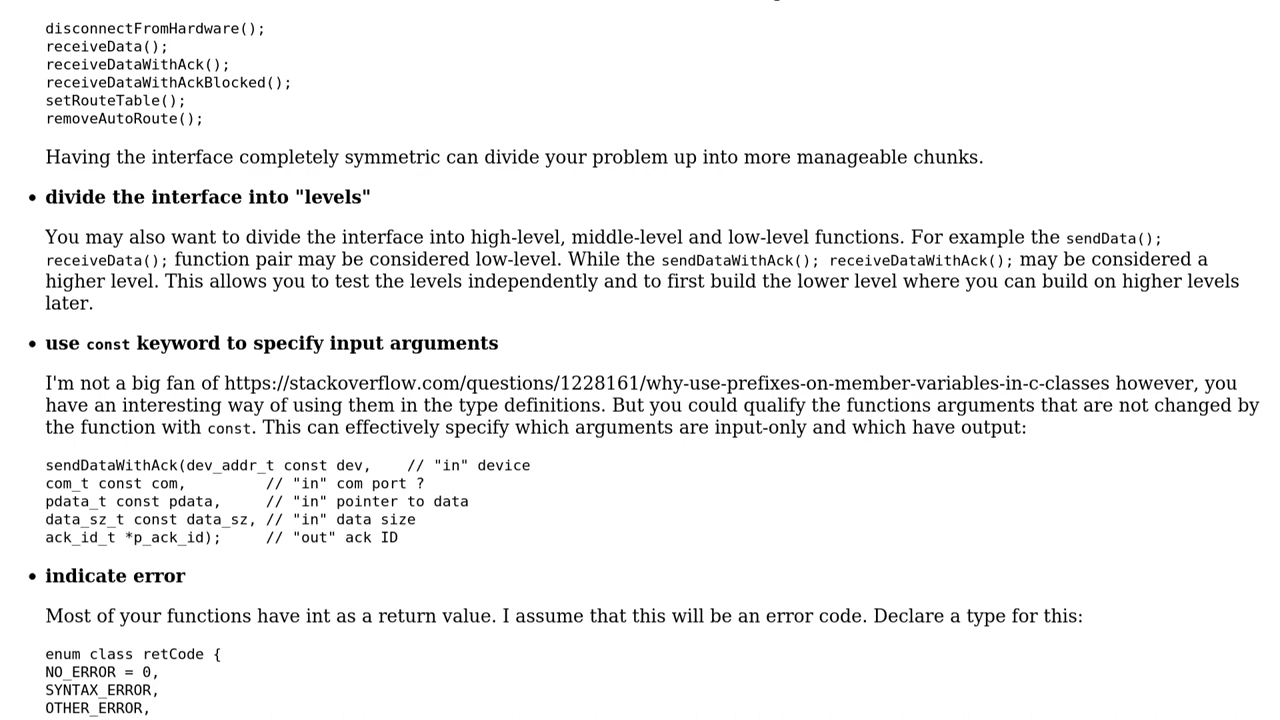 disconnectFromHardware();
receiveData();
receiveDataWithAck();
receiveDataWithAckBlocked();
setRouteTable();
removeAutoRoute();
Having the interface completely symmetric can divide your problem up into more manageable chunks.
• divide the interface into "levels"
You may also want to divide the interface into high-level, middle-level and low-level functions. For example the sendData();
receiveData(); function pair may be considered low-level. While the sendDataWithAck(); receiveDataWithAck(); may be considered a
higher level. This allows you to test the levels independently and to first build the lower level where you can build on higher levels
later.
• use const keyword to specify input arguments
I'm not a big fan of https://stackoverflow.com/questions/1228161/why-use-prefixes-on-member-variables-in-c-classes however, you
have an interesting way of using them in the type definitions. But you could qualify the functions arguments that are not changed by
the function with const. This can effectively specify which arguments are input-only and which have output:
sendDataWithAck(dev_addr_t const dev,    // "in" device
com_t const com,         // "in" com port ?
pdata_t const pdata,     // "in" pointer to data
data_sz_t const data_sz, // "in" data size
ack_id_t *p_ack_id);     // "out" ack ID
• indicate error
Most of your functions have int as a return value. I assume that this will be an error code. Declare a type for this:
enum class retCode {
NO_ERROR = 0,
SYNTAX_ERROR,
OTHER_ERROR,